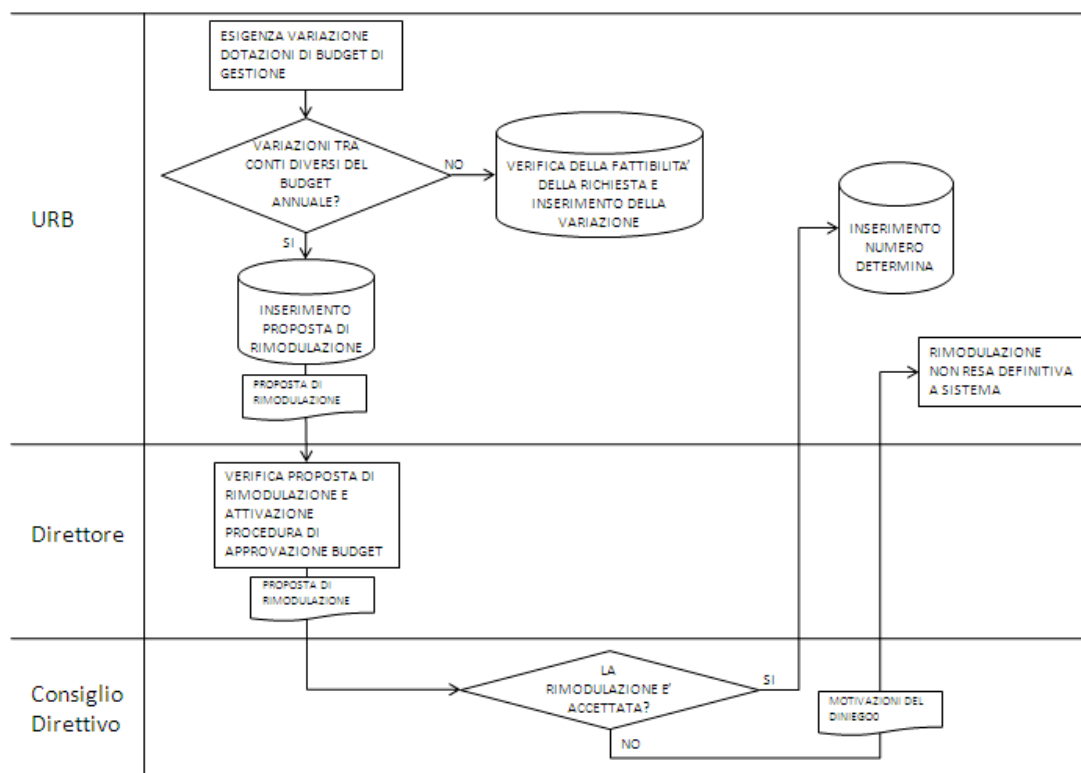 URB
ESIGENZA VARIAZIONE
DOTAZIONI DI BUDGET DI
GESTIONE
VARIAZIONI TRA
CONTI DIVERSI DEL
BUDGET
ANNUALE?
NO
VERIFICA DELLA FATTIBILITA'
DELLA RICHIESTA E
INSERIMENTO DELLA
VARIAZIONE
SI
INSERIMENTO
PROPOSTA DI
RIMODULAZIONE
PROPOSTA DI
RIMODULAZIONE
INSERIMENTO
NUMERO
DETERMINA
RIMODULAZIONE
NON RESA DEFINITIVA
A SISTEMA
Direttore
VERIFICA PROPOSTA DI
RIMODULAZIONE E
ATTIVAZIONE
PROCEDURA DI
APPROVAZIONE BUDGET
PROPOSTA DI
RIMODULAZIONE
Consiglio
Direttivo
LA
RIMODULAZIONE E'
ACCETTATA?
SI
NO
MOTIVAZIONI DEL
DINIEGO0